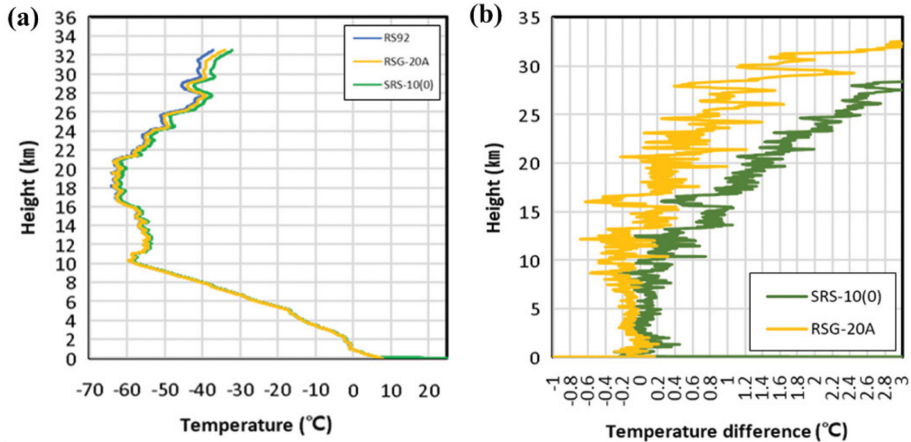 (a)
36
34
32
30
28
26
24
22
20
18
16
14
12
10
8
6
4
2
0
Height (km)
RS92
RSG-20A
SRS-10(0)
-70 -60 -50 -40 -30 -20 -10 0 10 20
Temperature (℃)
(b)
35
30
25
20
15
10
5
0
Height (km)
SRS-10(0)
RSG-20A
-1 -0.8 -0.6 -0.4 -0.2 0 0.2 0.4 0.6 0.8 1 1.2 1.4 1.6 1.8 2 2.2 2.4 2.6 2.8 3
Temperature difference (℃)